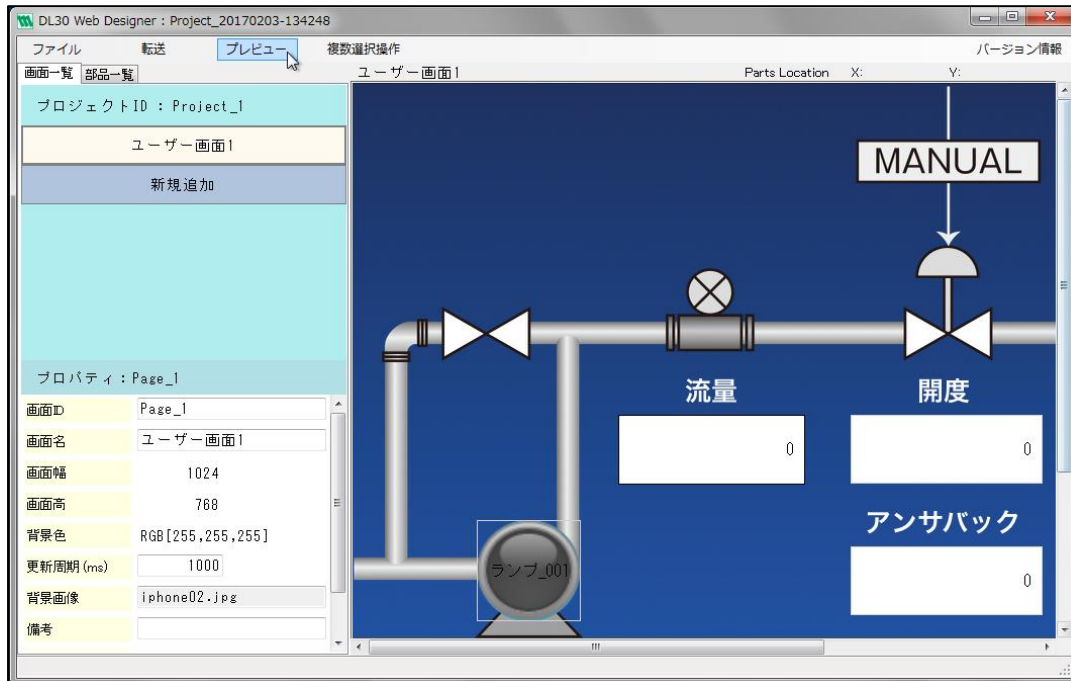 DL30 Web Designer : Project_20170203-134248
ファイル 転送 プレビュー 複数選択操作 バージョン情報
画面一覧 部品一覧 ユーザー画面1 Parts Location X: Y:
プロジェクトID : Project_1
ユーザー画面1
新規追加
MANUAL
プロパティ : Page_1
画面ID Page_1
画面名 ユーザー画面1
画面幅 1024
画面高 768
背景色 RGB[255,255,255]
更新周期(ms) 1000
背景画像 iphone02.jpg
備考
流量 開度
0 0
アンサバック
0
ランプ_001